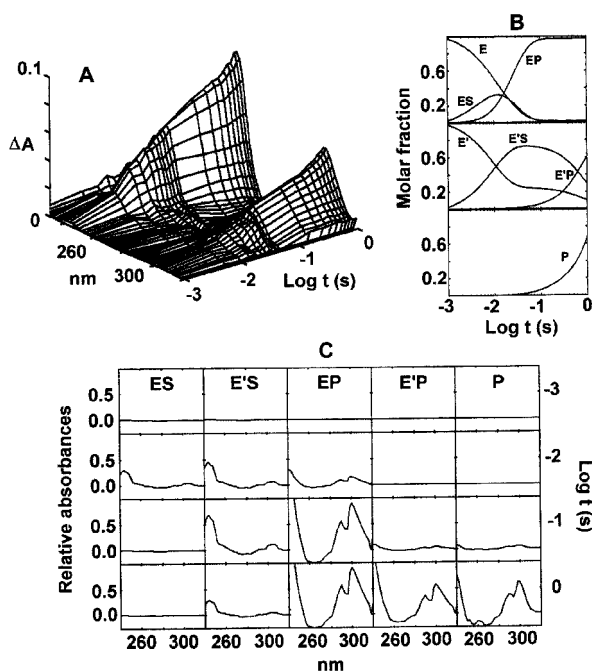 A
0.1
ΔA
0
260
nm
300
-3
-2
-1
0
Log t (s)
B
Molar fraction
0.6
0.2
E
EP
ES
0.6
0.2
E'
E'S
E'P
0.6
0.2
P
-3 -2 -1 0
Log t (s)
C
Relative absorbances
ES E'S EP E'P P
0.5
0.0
-3
0.5
0.0
-2
0.5
0.0
-1
0.5
0.0
0
Log t (s)
260 300 260 300 260 300 260 300 260 300
nm